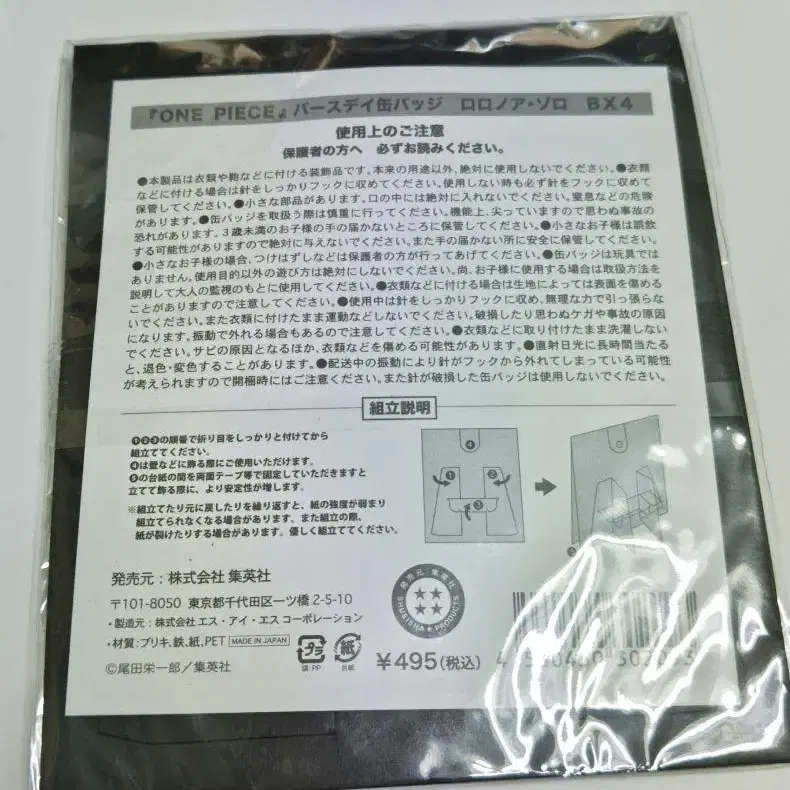 『ONE PIECE』バースデイ缶バッジ ロロノア・ゾロ BX4
使用上のご注意
保護者の方へ 必ずお読みください。
●本製品は衣類や鞄などに付ける装飾品です。本来の用途以外、絶対に使用しないでください。●衣類
などに付ける場合は針をしっかりフックに収めてください。使用しない時も必ず針をフックに収めて
保管してください。●小さな部品があります。口の中には絶対に入れないでください。窒息などの危険
があります。●缶バッジを取扱う際は慎重に行ってください。機能上、尖っていますので思わぬ事故の
恐れがあります。3歳未満のお子様の手の届かないところに保管してください。●小さなお子様は誤飲
する可能性がありますので絶対に与えないでください。また手の届かない所に安全に保管してください。
●小さなお子様の場合、つけはずしなどは保護者の方が行ってあげてください。●缶バッジは玩具では
ありません。使用目的以外の遊び方は絶対にしないでください。尚、お子様に使用する場合は取扱方法を
説明して大人の監視のもとに使用してください。●衣類などに付ける場合は生地によっては表面を傷める
ことがありますので注意してください。●使用中は針をしっかりフックに収め、無理な力で引っ張らな
いでください。また衣類に付けたまま運動などしないでください。破損したり思わぬケガや事故の原因
になります。振動で外れる場合もあるので注意してください。●衣類などに取り付けたまま洗濯しない
でください。サビの原因となるほか、衣類などを傷める可能性があります。●直射日光に長時間当たる
と、退色・変色することがあります。●配送中の振動により針がフックから外れてしまっている可能性
が考えられますので開梱時にはご注意ください。また針が破損した缶バッジは使用しないでください。
組立説明
❶❷❸の順番で折り目をしっかりと付けてから
組立ててください。
❹は壁などに飾る際にご使用いただけます。
❺の台紙の間を両面テープ等で固定していただきますと
立てて飾る際に、より安定性が増します。
※組立てたり元に戻したりを繰り返すと、紙の強度が弱まり
組立てられなくなる場合があります。また組立の際、
紙が裂けたりする場合があります。優しく組立ててください。
❹
❶ ❷
❸
発売元：株式会社 集英社
〒101-8050 東京都千代田区一ツ橋 2-5-10
・製造元：株式会社 エス・アイ・エス コーポレーション
・材質：ブリキ、鉄、紙、PET MADE IN JAPAN
©尾田栄一郎／集英社
プラ
袋:PP
紙
台紙
発売元：集英社
SHUEISHA★PRODUCTS
¥495(税込)